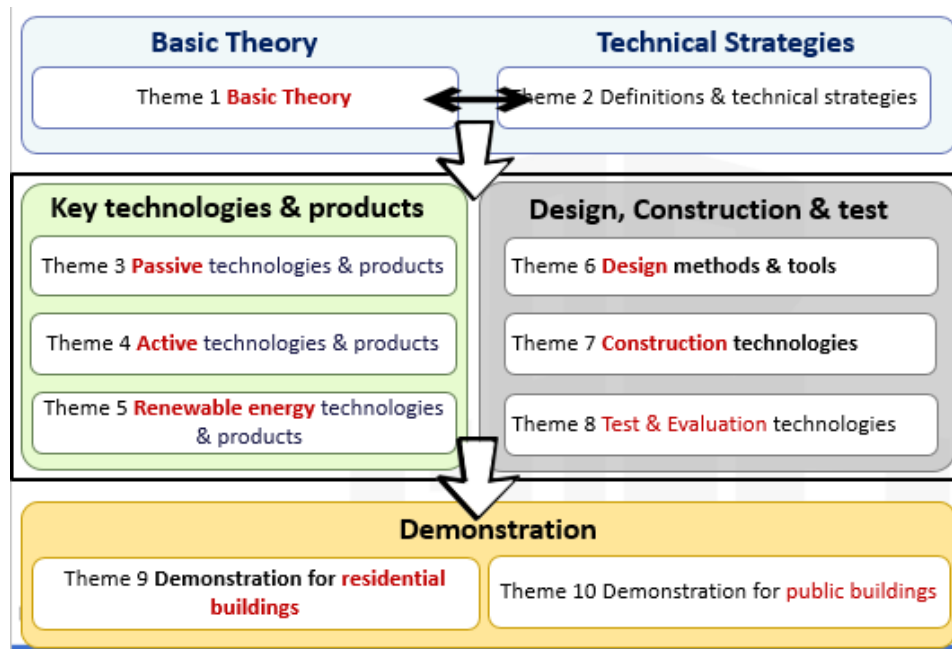 Basic Theory
Technical Strategies
Theme 1 Basic Theory
Theme 2 Definitions & technical strategies
Key technologies & products
Theme 3 Passive technologies & products
Theme 4 Active technologies & products
Theme 5 Renewable energy technologies
& products
Design, Construction & test
Theme 6 Design methods & tools
Theme 7 Construction technologies
Theme 8 Test & Evaluation technologies
Demonstration
Theme 9 Demonstration for residential
buildings
Theme 10 Demonstration for public buildings